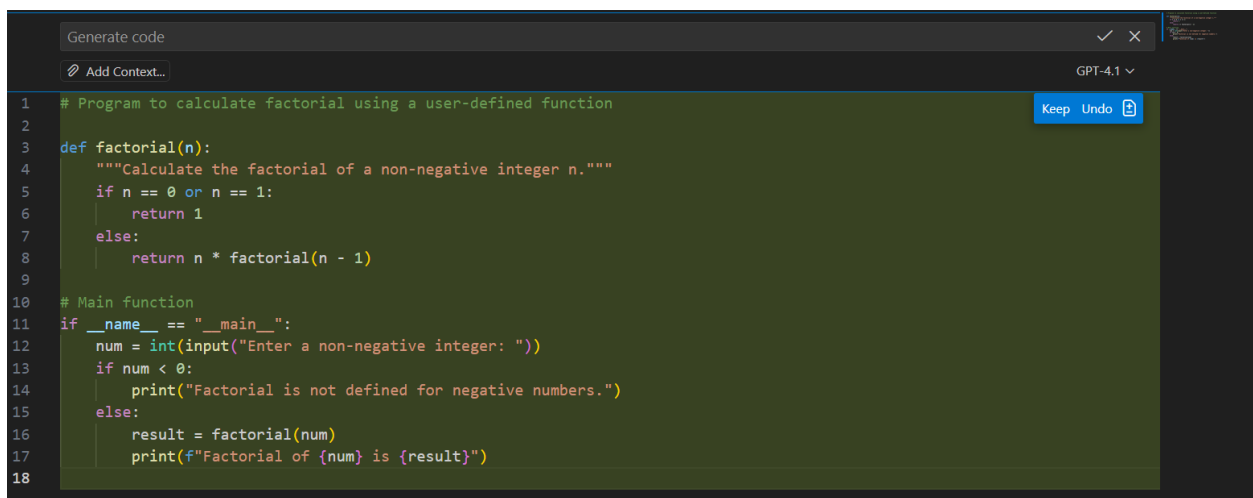 Generate code
Add Context...
GPT-4.1
Keep Undo
1 # Program to calculate factorial using a user-defined function
2
3 def factorial(n):
4     """Calculate the factorial of a non-negative integer n."""
5     if n == 0 or n == 1:
6         return 1
7     else:
8         return n * factorial(n - 1)
9
10 # Main function
11 if __name__ == "__main__":
12     num = int(input("Enter a non-negative integer: "))
13     if num < 0:
14         print("Factorial is not defined for negative numbers.")
15     else:
16         result = factorial(num)
17         print(f"Factorial of {num} is {result}")
18